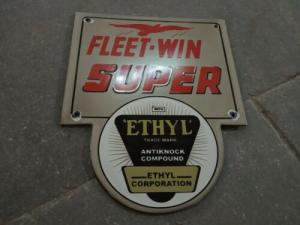 FLEET-WIN
SUPER
"ETHYL"
TRADE MARK
ANTIKNOCK
COMPOUND
ETHYL
CORPORATION